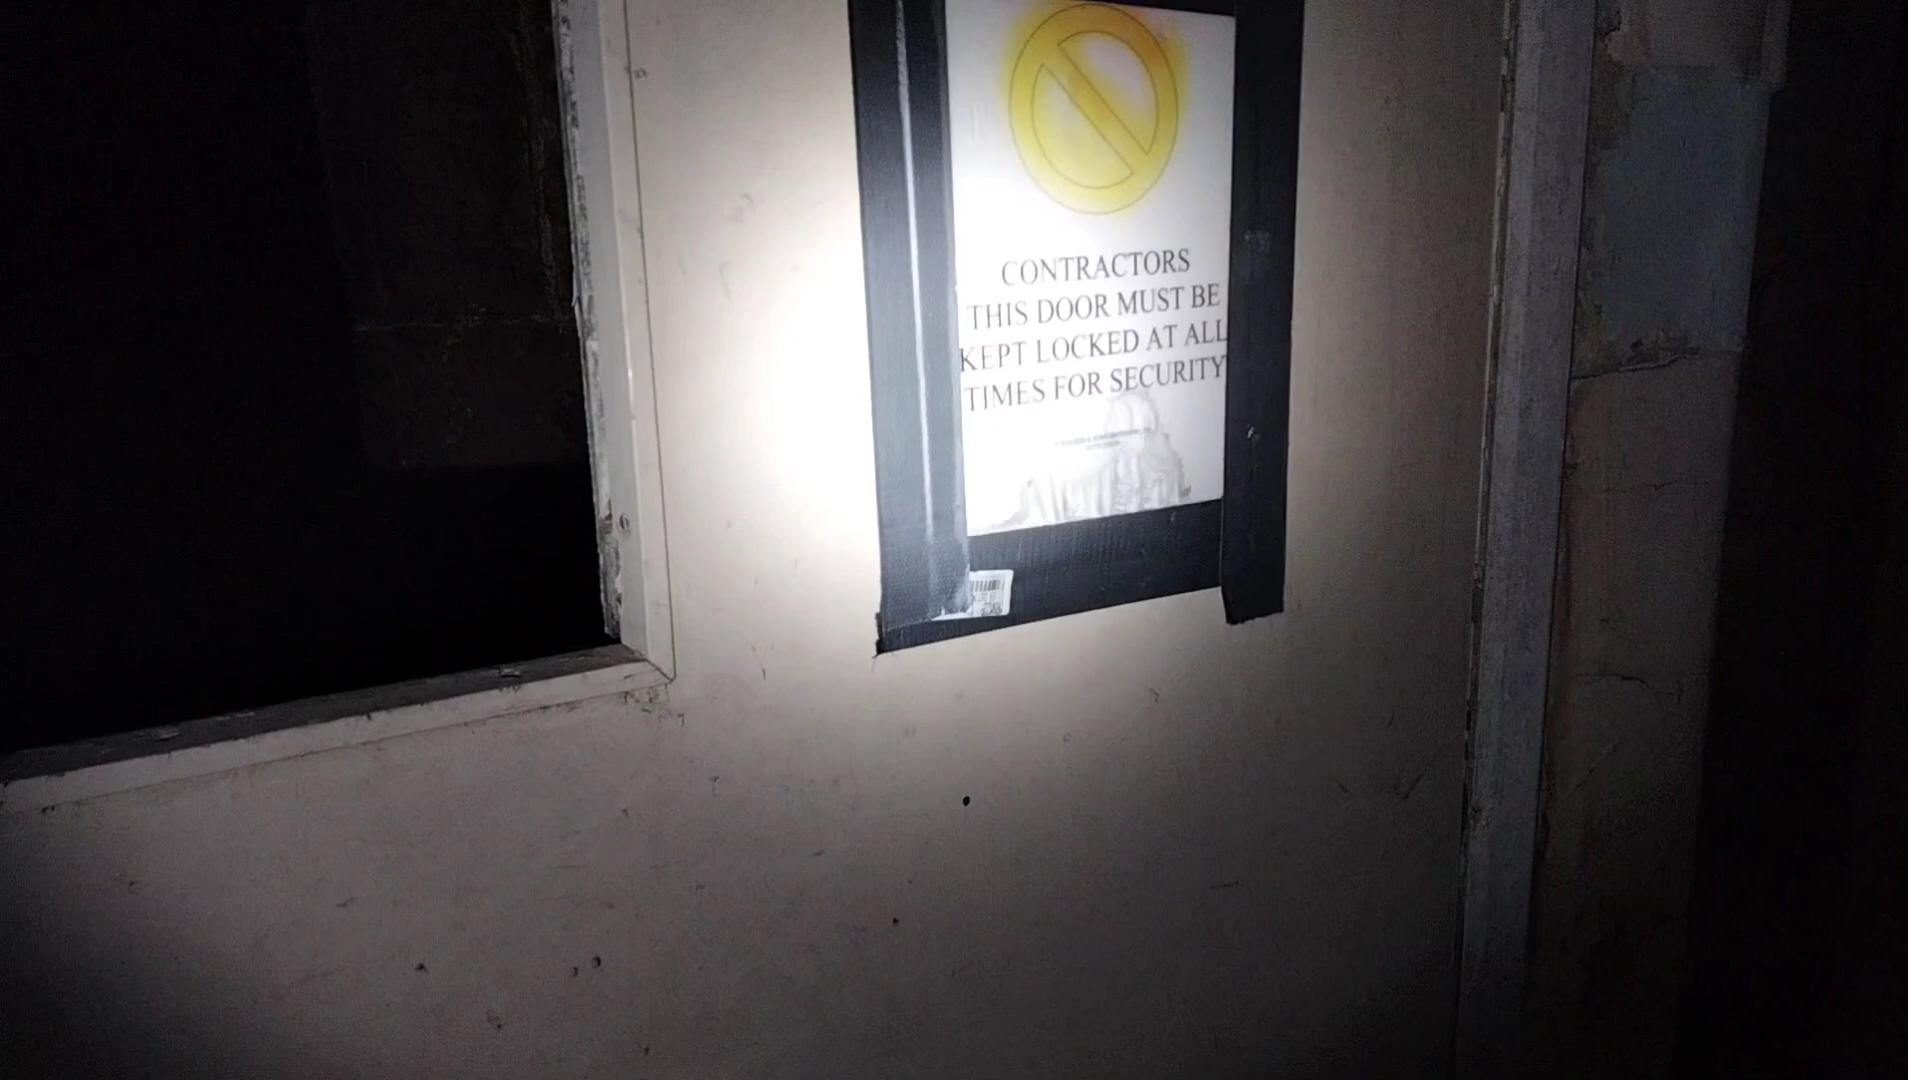 CONTRACTORS
THIS DOOR MUST BE
KEPT LOCKED AT ALL
TIMES FOR SECURITY